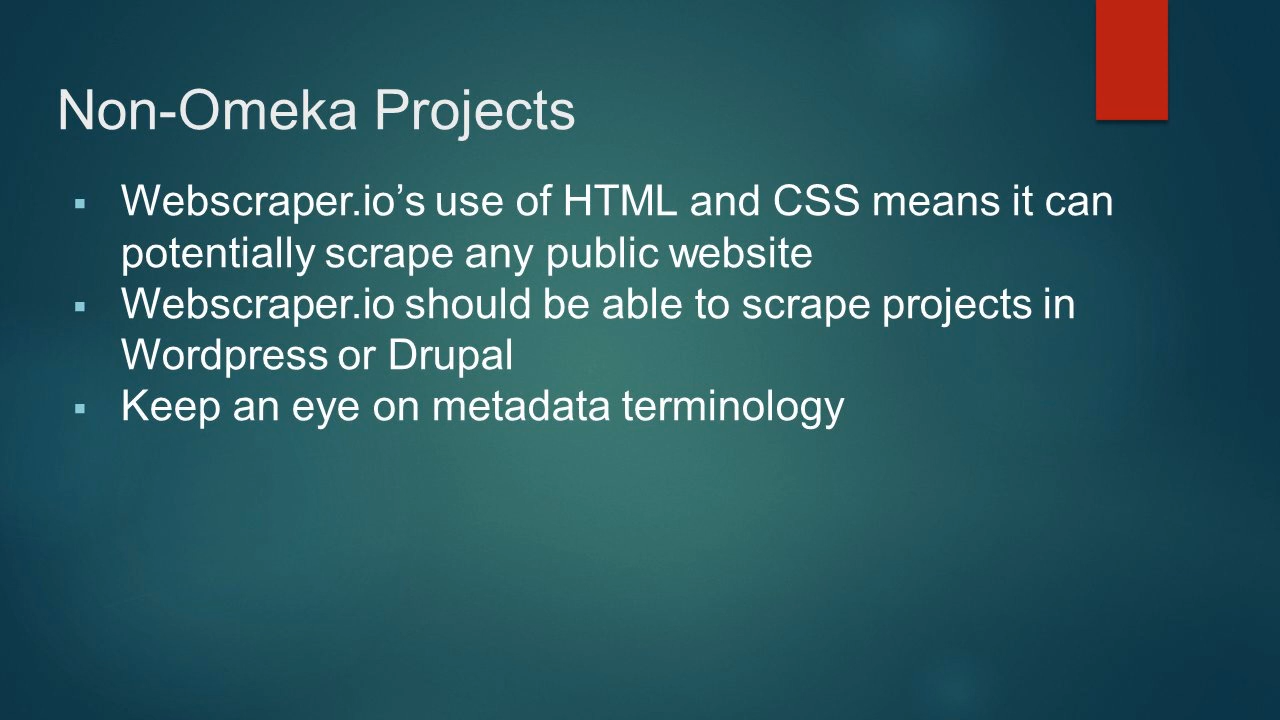 Non-Omeka Projects
Webscraper.io’s use of HTML and CSS means it can
potentially scrape any public website
Webscraper.io should be able to scrape projects in
Wordpress or Drupal
Keep an eye on metadata terminology